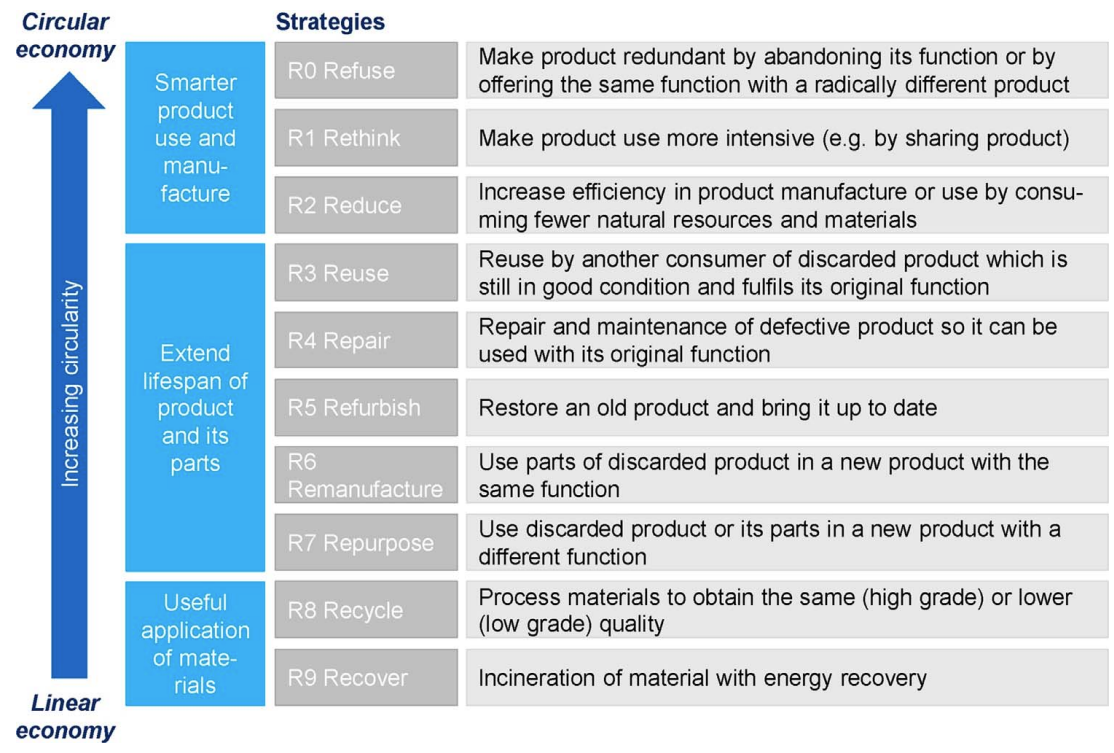 Circular
economy
Strategies
Smarter
product
use and
manu-
facture
R0 Refuse
Make product redundant by abandoning its function or by
offering the same function with a radically different product
R1 Rethink
Make product use more intensive (e.g. by sharing product)
R2 Reduce
Increase efficiency in product manufacture or use by consu-
ming fewer natural resources and materials
Increasing circularity
Extend
lifespan of
product
and its
parts
R3 Reuse
Reuse by another consumer of discarded product which is
still in good condition and fulfils its original function
R4 Repair
Repair and maintenance of defective product so it can be
used with its original function
R5 Refurbish
Restore an old product and bring it up to date
R6
Remanufacture
Use parts of discarded product in a new product with the
same function
R7 Repurpose
Use discarded product or its parts in a new product with a
different function
Useful
application
of mate-
rials
R8 Recycle
Process materials to obtain the same (high grade) or lower
(low grade) quality
R9 Recover
Incineration of material with energy recovery
Linear
economy